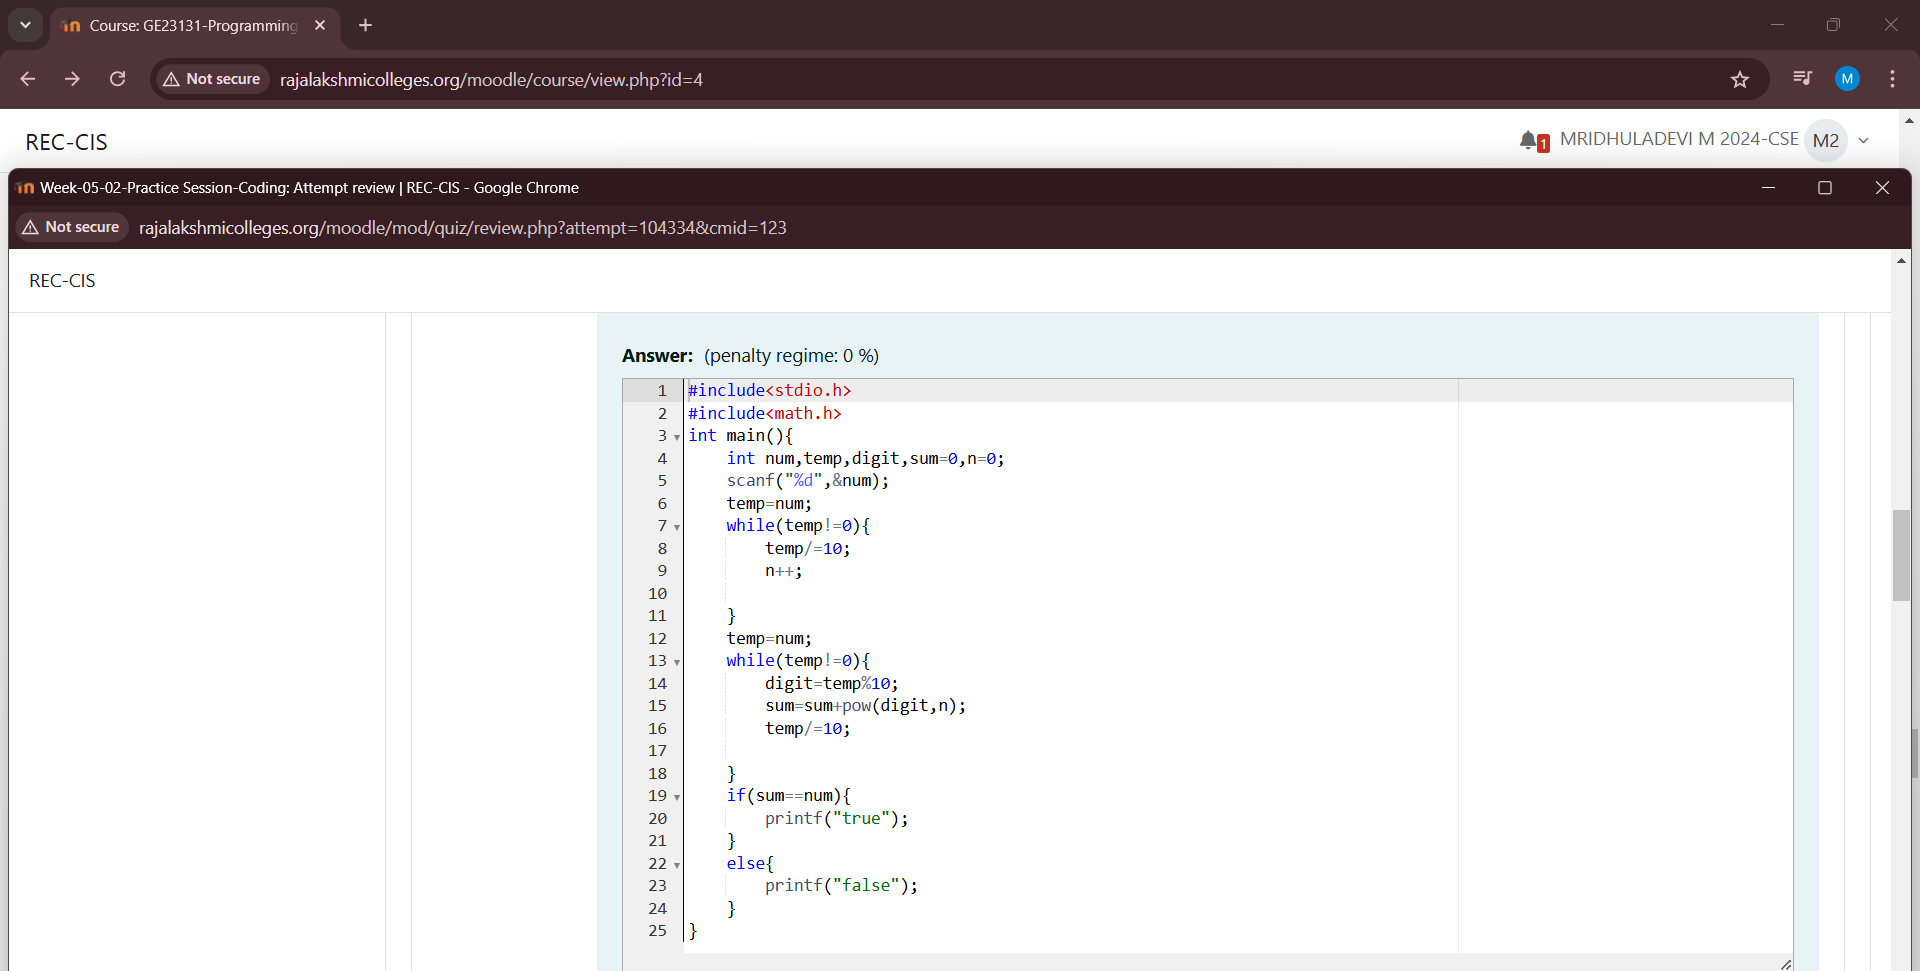 Course: GE23131-Programming
Not secure
rajalakshmicolleges.org/moodle/course/view.php?id=4
M
REC-CIS
1
MRIDHULADEVI M 2024-CSE
M2
Week-05-02-Practice Session-Coding: Attempt review | REC-CIS - Google Chrome
Not secure
rajalakshmicolleges.org/moodle/mod/quiz/review.php?attempt=104334&cmid=123
REC-CIS
Answer: (penalty regime: 0 %)
1 #include<stdio.h>
2 #include<math.h>
3 int main(){
4     int num,temp,digit,sum=0,n=0;
5     scanf("%d",&num);
6     temp=num;
7     while(temp!=0){
8         temp/=10;
9         n++;
10
11     }
12     temp=num;
13     while(temp!=0){
14         digit=temp%10;
15         sum=sum+pow(digit,n);
16         temp/=10;
17
18     }
19     if(sum==num){
20         printf("true");
21     }
22     else{
23         printf("false");
24     }
25 }